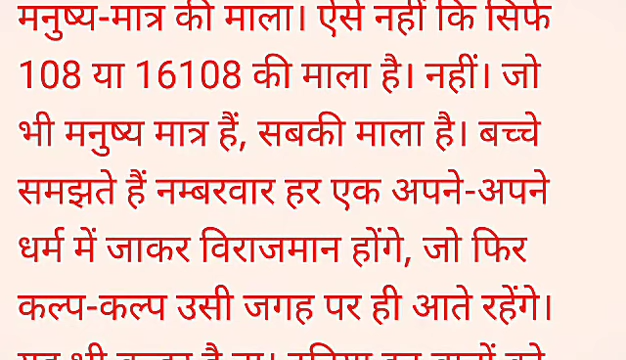 मनुष्य-मात्र की माला। ऐसे नहीं कि सिर्फ
108 या 16108 की माला है। नहीं। जो
भी मनुष्य मात्र हैं, सबकी माला है। बच्चे
समझते हैं नम्बरवार हर एक अपने-अपने
धर्म में जाकर विराजमान होंगे, जो फिर
कल्प-कल्प उसी जगह पर ही आते रहेंगे।